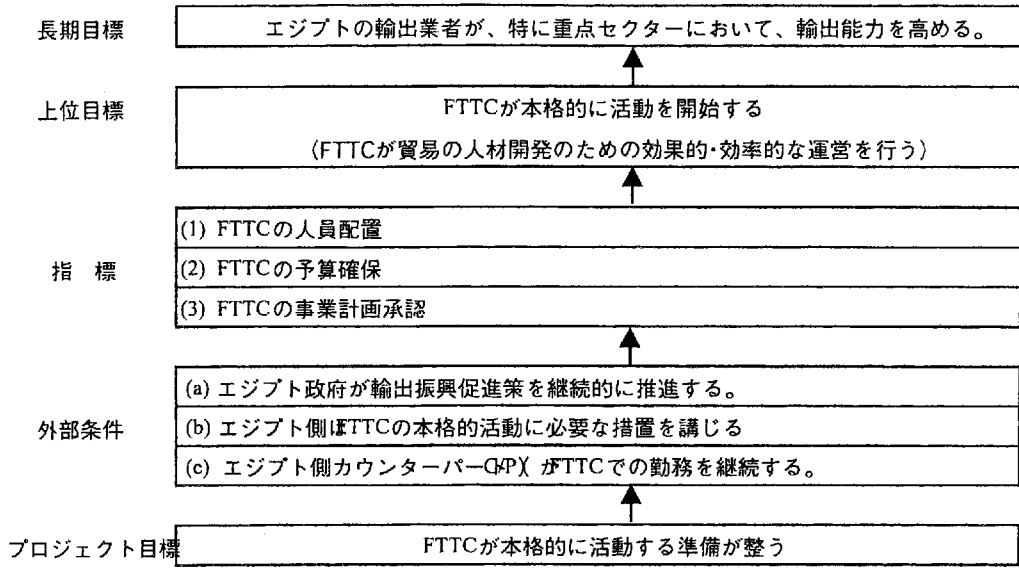 長期目標
エジプトの輸出業者が、特に重点セクターにおいて、輸出能力を高める。
上位目標
FTTCが本格的に活動を開始する
(FTTCが貿易の人材開発のための効果的・効率的な運営を行う)
指 標
(1) FTTCの人員配置
(2) FTTCの予算確保
(3) FTTCの事業計画承認
外部条件
(a) エジプト政府が輸出振興促進策を継続的に推進する。
(b) エジプト側はFTTCの本格的活動に必要な措置を講じる
(c) エジプト側カウンターパー がFTTCでの勤務を継続する。
プロジェクト目標
FTTCが本格的に活動する準備が整う